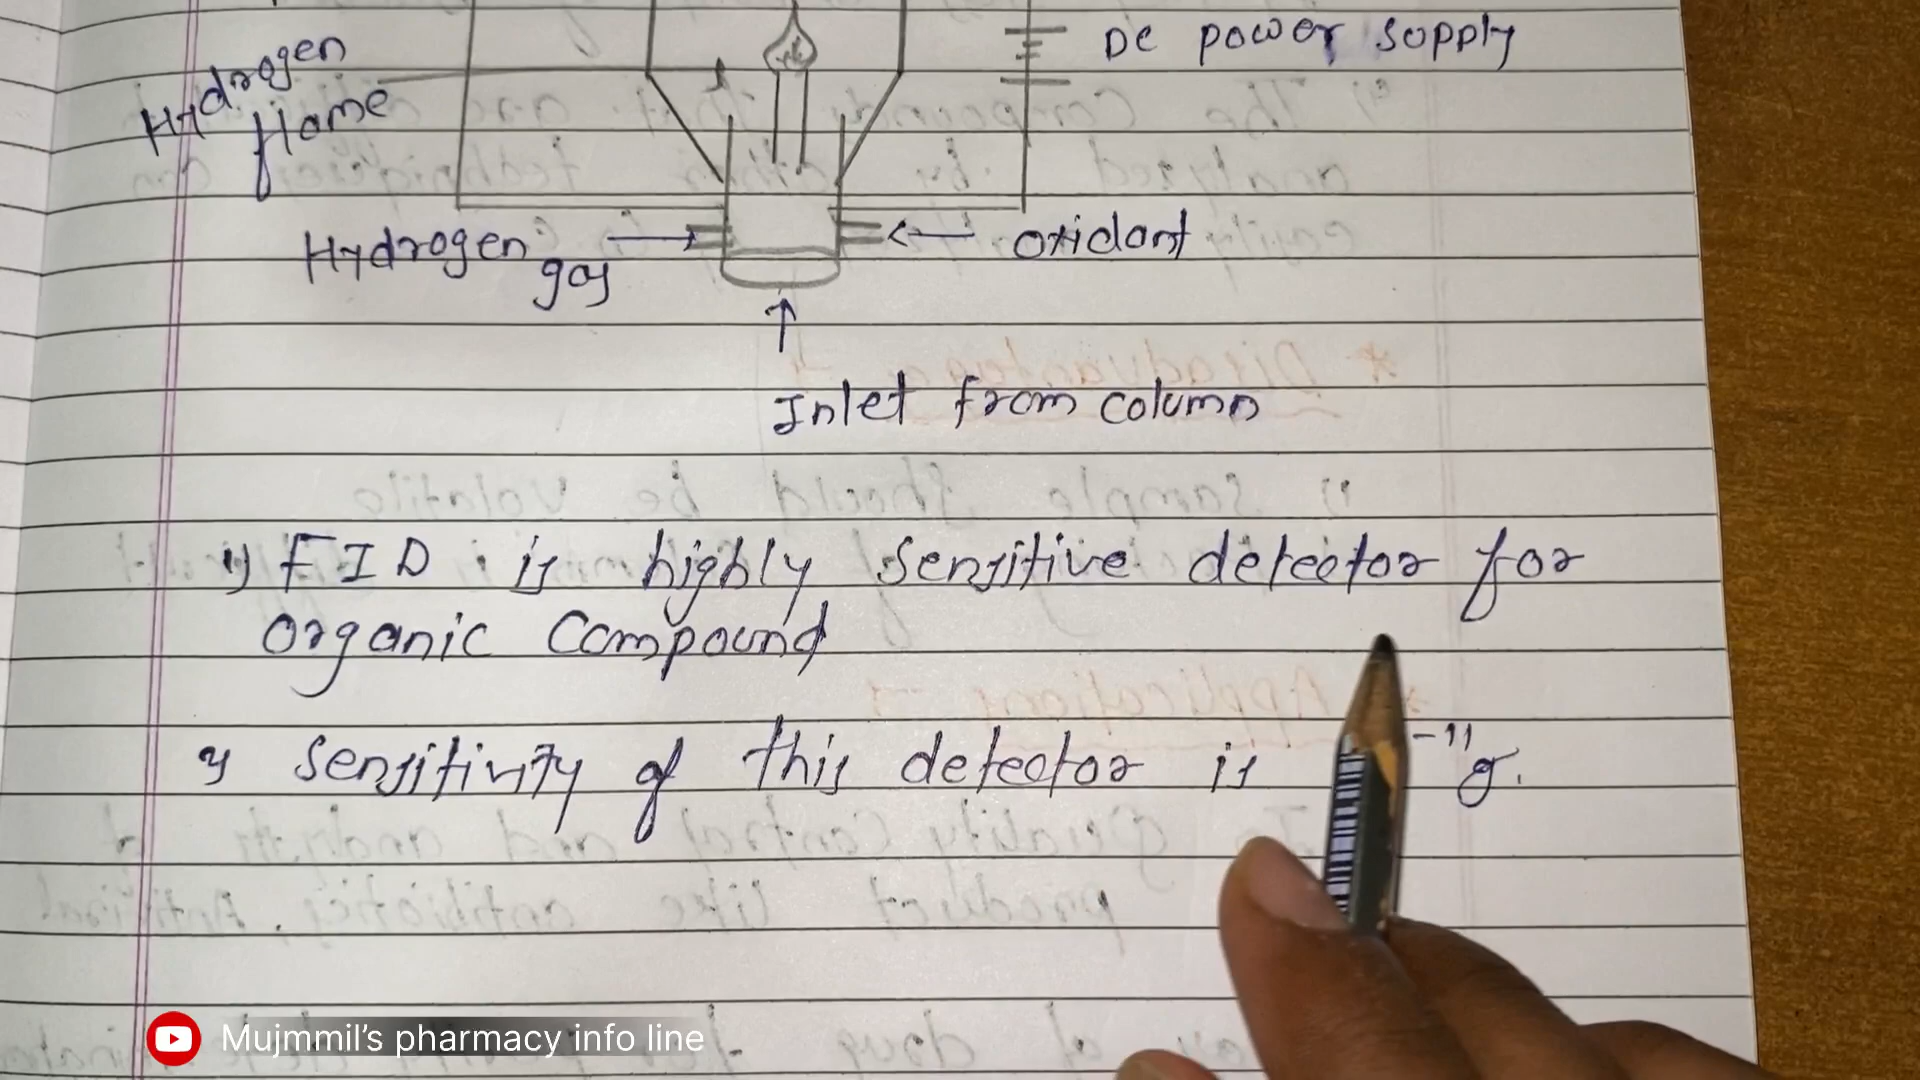 DC power supply
Hydrogen
flame
Hydrogen
gas
oxidant
Inlet from column
1) FID is highly sensitive detector for
organic compound
2) sensitivity of this detector is -11 g.
Mujmmil's pharmacy info line